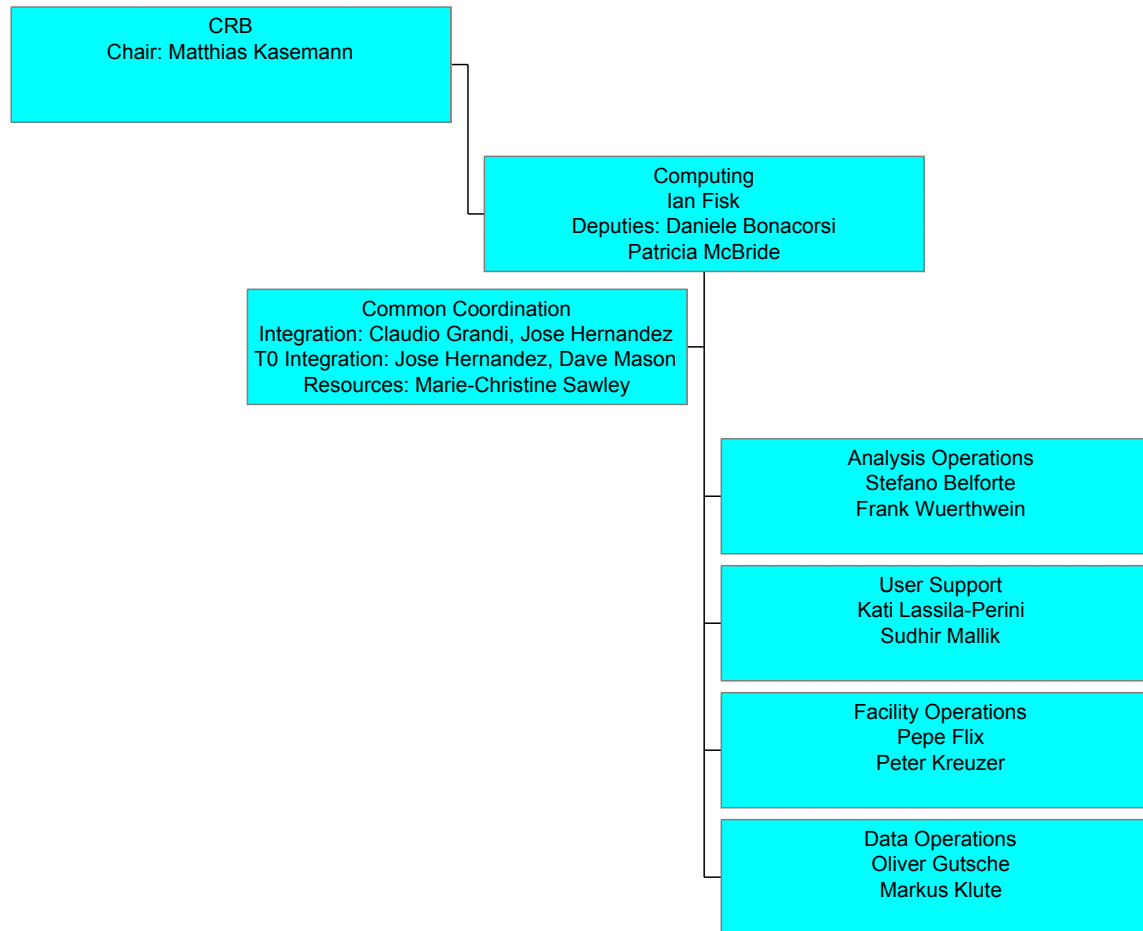 CRB
Chair: Matthias Kasemann
Computing
Ian Fisk
Deputies: Daniele Bonacorsi
Patricia McBride
Common Coordination
Integration: Claudio Grandi, Jose Hernandez
T0 Integration: Jose Hernandez, Dave Mason
Resources: Marie-Christine Sawley
Analysis Operations
Stefano Belforte
Frank Wuerthwein
User Support
Kati Lassila-Perini
Sudhir Mallik
Facility Operations
Pepe Flix
Peter Kreuzer
Data Operations
Oliver Gutsche
Markus Klute